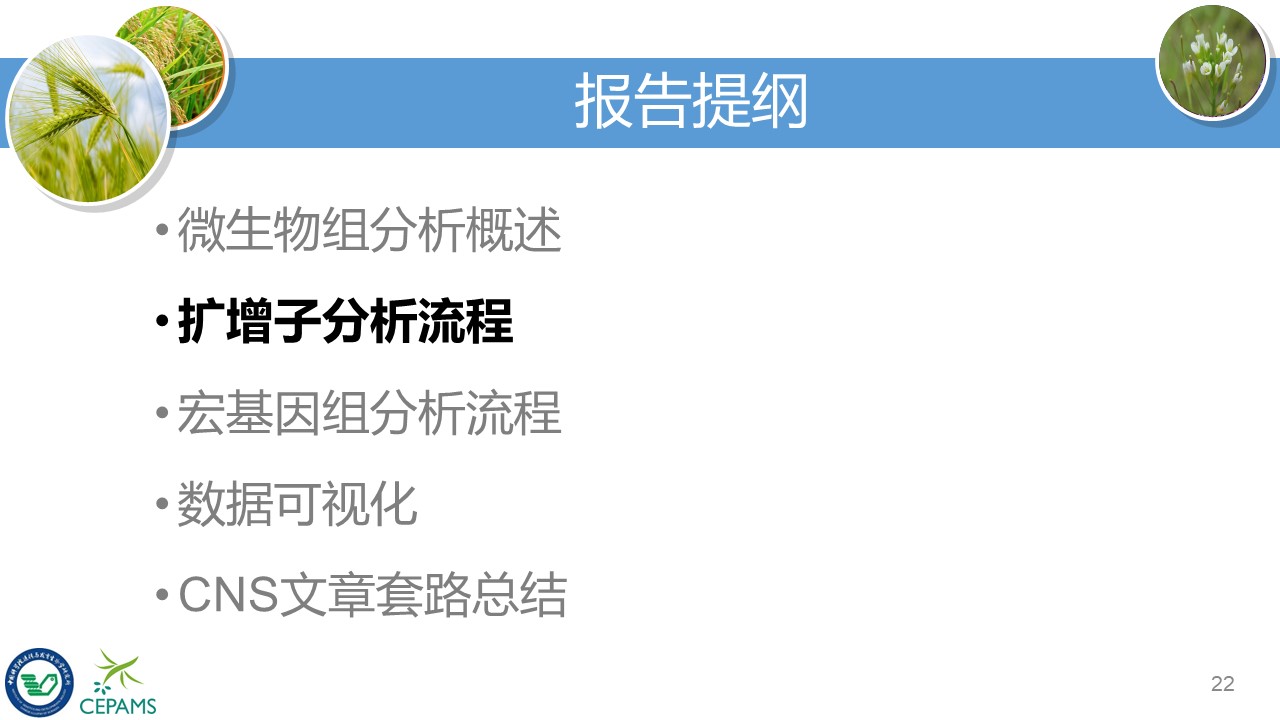 报告提纲
•微生物组分析概述
•扩增子分析流程
•宏基因组分析流程
•数据可视化
•CNS文章套路总结
CEPAMS
22